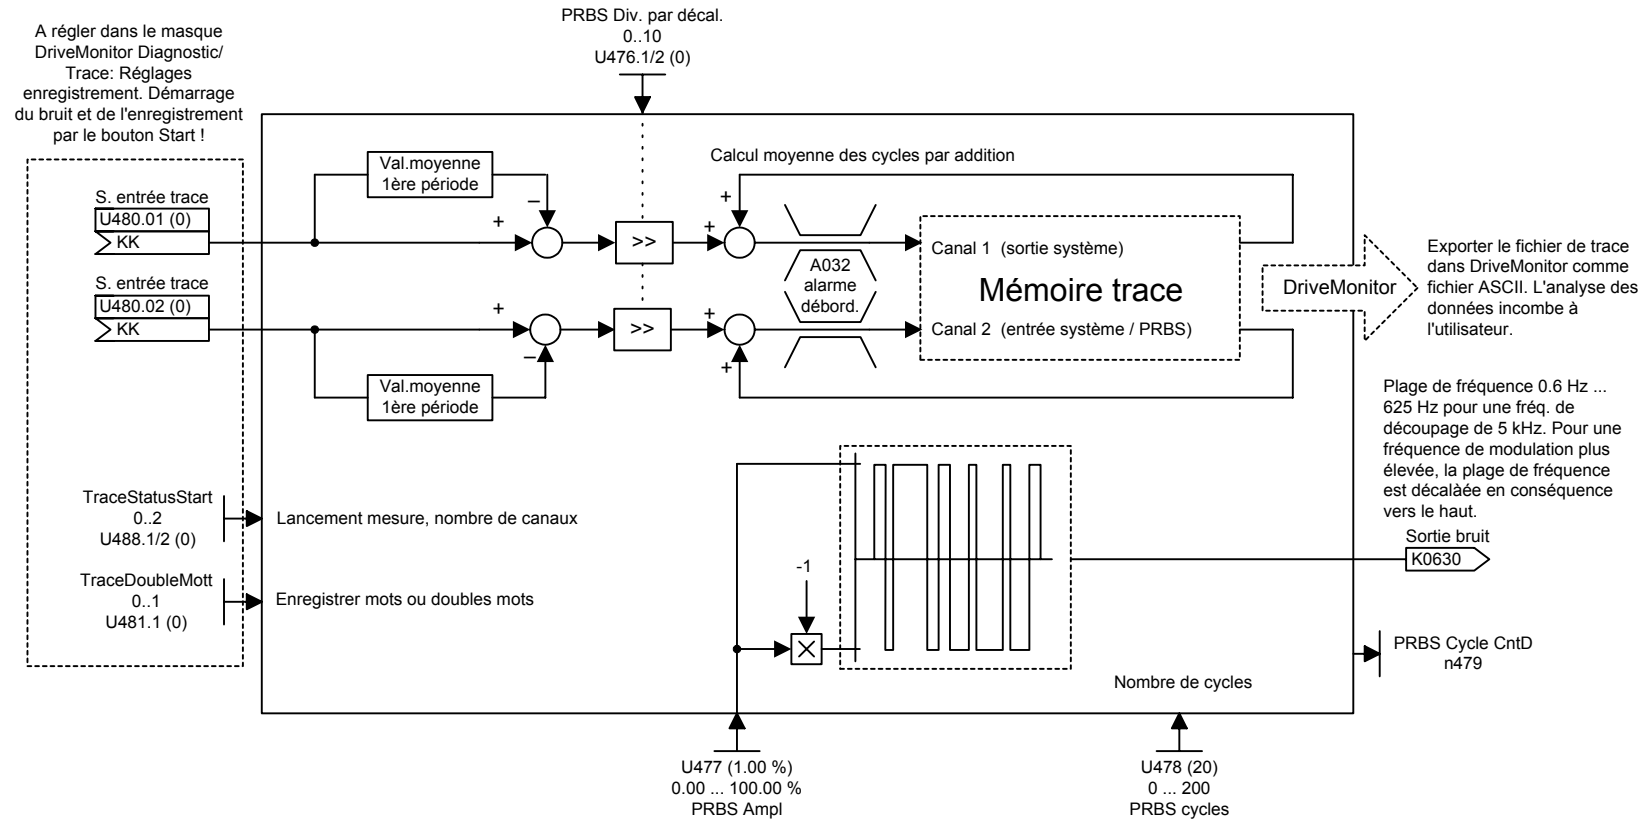 PRBS Div. par décal.
0..10
U476.1/2 (0)
A régler dans le masque
DriveMonitor Diagnostic/
Trace: Réglages
enregistrement. Démarrage
du bruit et de l'enregistrement
par le bouton Start !
Val.moyenne
1ère période
Calcul moyenne des cycles par addition
S. entrée trace
U480.01 (0)
KK
–
+
>>
+
+
Canal 1 (sortie système)
A032
alarme
débord.
Mémoire trace
DriveMonitor
Exporter le fichier de trace
dans DriveMonitor comme
fichier ASCII. L'analyse des
données incombe à
l'utilisateur.
S. entrée trace
U480.02 (0)
KK
+
–
>>
+
+
Canal 2 (entrée système / PRBS)
Val.moyenne
1ère période
Plage de fréquence 0.6 Hz ...
625 Hz pour une fréq. de
découpage de 5 kHz. Pour une
fréquence de modulation plus
élevée, la plage de fréquence
est décalàée en conséquence
vers le haut.
TraceStatusStart
0..2
U488.1/2 (0)
Lancement mesure, nombre de canaux
Sortie bruit
K0630
-1
TraceDoubleMott
0..1
U481.1 (0)
Enregistrer mots ou doubles mots
PRBS Cycle CntD
n479
Nombre de cycles
U477 (1.00 %)
0.00 ... 100.00 %
PRBS Ampl
U478 (20)
0 ... 200
PRBS cycles